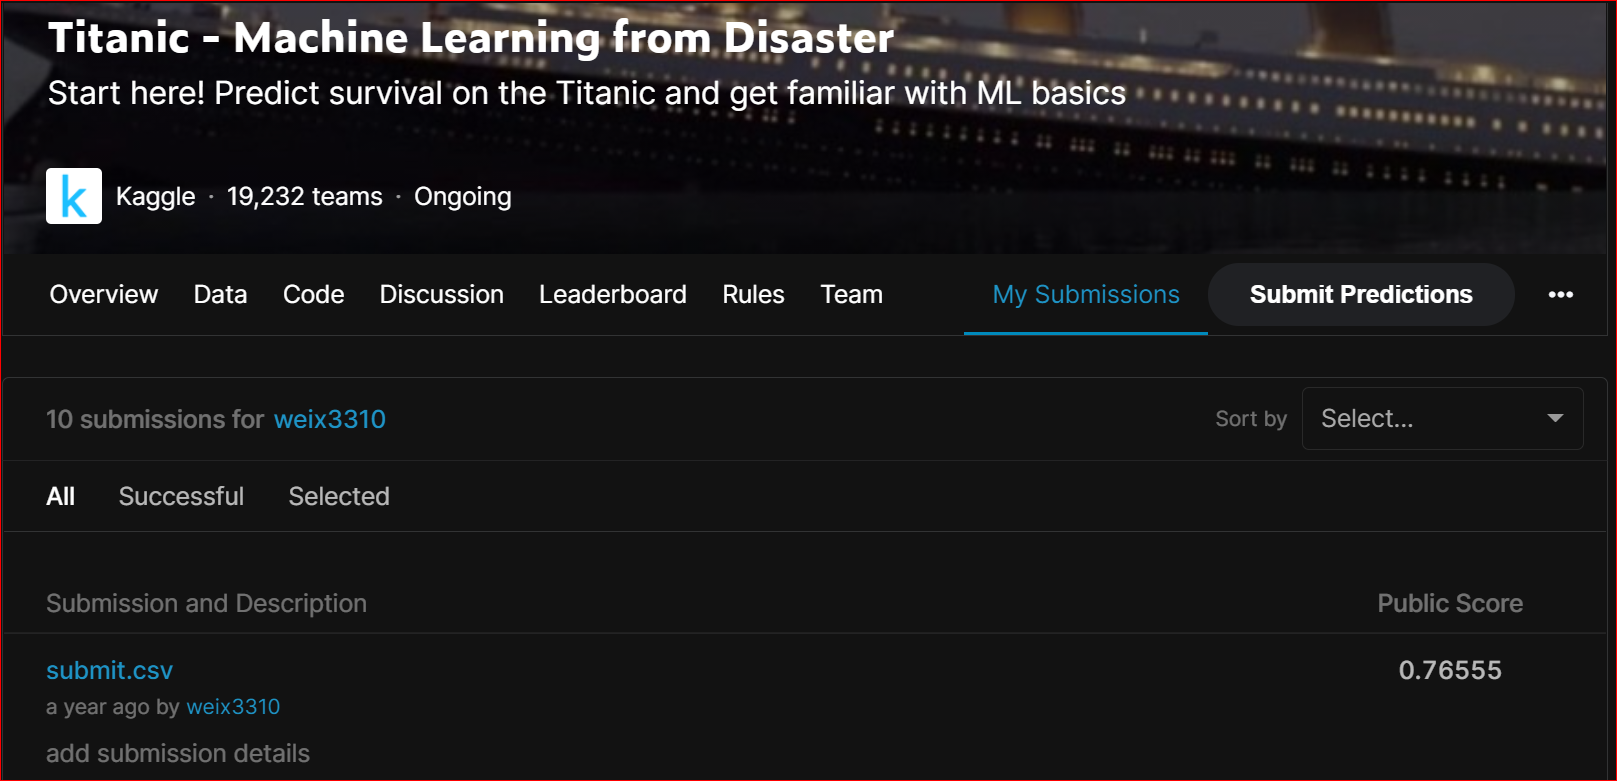 Titanic - Machine Learning from Disaster
Start here! Predict survival on the Titanic and get familiar with ML basics
k
Kaggle · 19,232 teams · Ongoing
Overview Data Code Discussion Leaderboard Rules Team My Submissions Submit Predictions •••
10 submissions for weix3310 Sort by Select...
All Successful Selected
Submission and Description Public Score
submit.csv 0.76555
a year ago by weix3310
add submission details